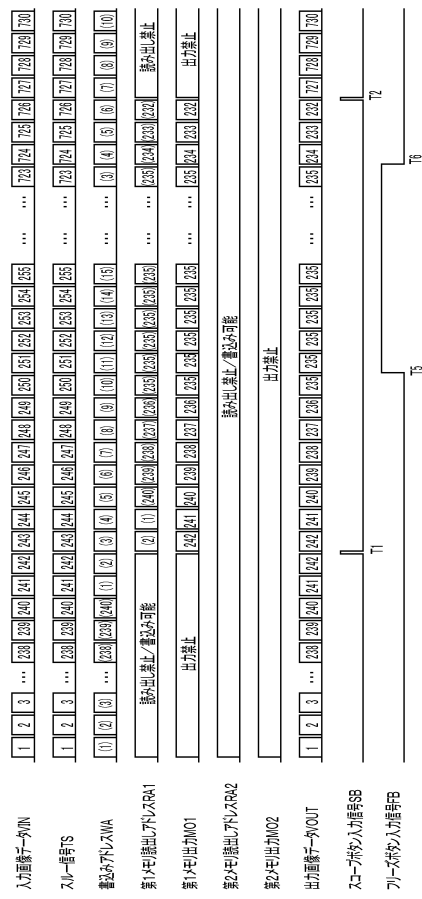 入力画像データVIN 1 2 3 … 238 239 240 241 242 243 244 245 246 247 248 249 250 251 252 253 254 255 … … 723 724 725 726 727 728 729 730
スルー信号TS 1 2 3 … 238 239 240 241 242 243 244 245 246 247 248 249 250 251 252 253 254 255 … … 723 724 725 726 727 728 729 730
書込みアドレスWA (1) (2) (3) … (238) (239) (240) (1) (2) (3) (4) (5) (6) (7) (8) (9) (10) (11) (12) (13) (14) (15) … … (3) (4) (5) (6) (7) (8) (9) (10)
第1メモリ読出しアドレスRA1 読み出し禁止／書込み可能 (2) (1) (240) (239) (238) (237) (236) (235) (235) (235) (235) (235) (235) … … (235) (234) (233) (232) 読み出し禁止
第1メモリ出力MO1 出力禁止 242 241 240 239 238 237 236 235 235 235 235 235 235 … … 235 234 233 232 出力禁止
第2メモリ読出しアドレスRA2 読み出し禁止／書込み可能
第2メモリ出力MO2 出力禁止
出力画像データVOUT 1 2 3 … 238 239 240 241 242 242 241 240 239 238 237 236 235 235 235 235 235 235 … … 235 234 233 232 727 728 729 730
スコープボタン入力信号SB
T1 T2
フリーズボタン入力信号FB
T5 T6